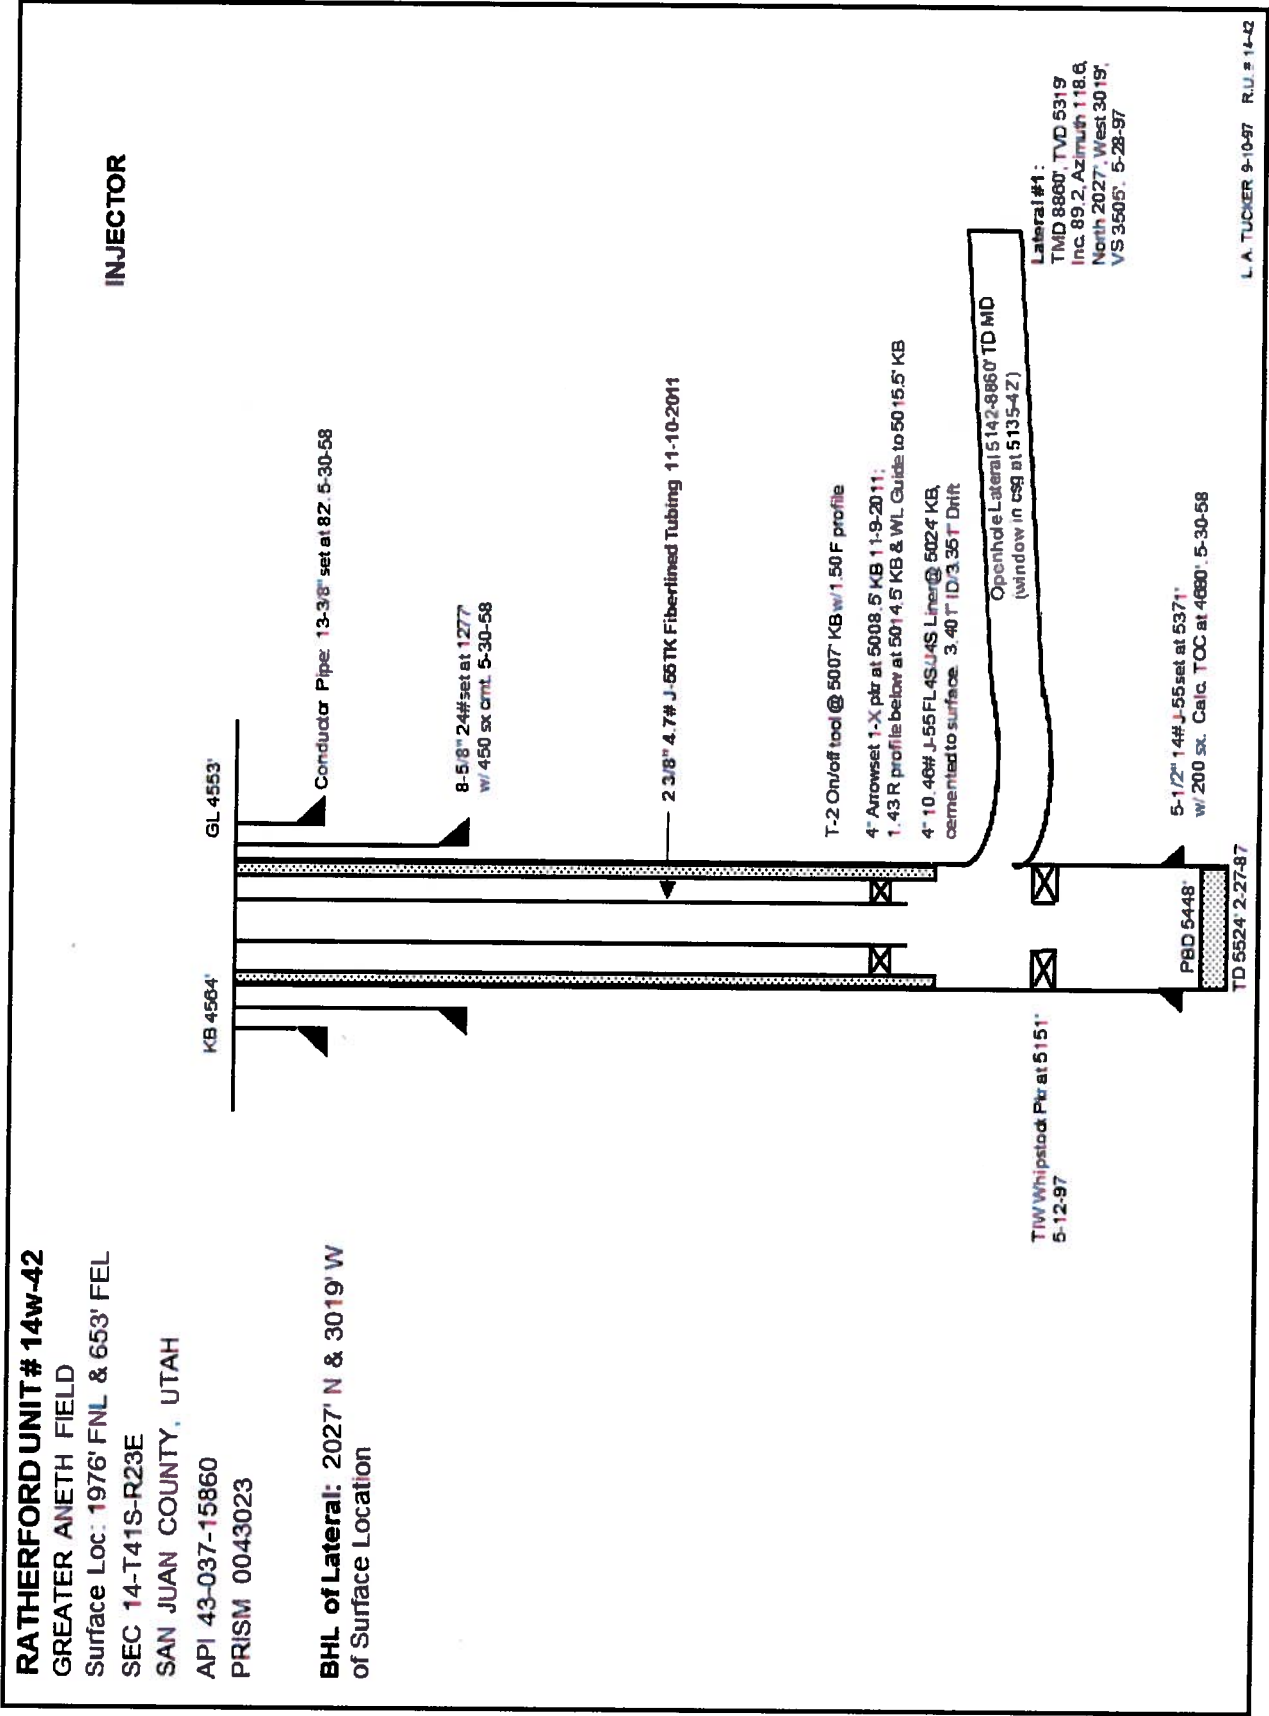 RATHERFORD UNIT # 14W-42
GREATER ANETH FIELD
Surface Loc: 1976' FNL & 653' FEL
SEC 14-T41S-R23E
SAN JUAN COUNTY, UTAH
API 43-037-15860
PRISM 0043023
INJECTOR
BHL of Lateral: 2027' N & 3019' W
of Surface Location
KB 4564'
GL 4553'
Conductor Pipe: 13-3/8" set at 82. 5-30-58
8-5/8" 24#set at 1277'
w/ 450 sx cmt. 5-30-58
2 3/8" 4.7# J-55 TK Fiberlined Tubing 11-10-2011
T-2 On/off tool @ 5007' KB w/ 1.50 F profile
4" Arrowset 1-X pkr at 5008.5' KB 11-9-2011;
1.43 R profile below at 5014.5' KB & WL Guide to 5015.5' KB
4" 10.46# J-55 FL4S/J4S Liner@ 5024' KB,
cemented to surface. 3.401" ID/3.351" Drift
Openhole Lateral 5142-8860' TD MD
(window in csg at 5135-42)
Lateral #1 :
TMD 8860', TVD 5319'
Inc. 89.2, Azimuth 118.6,
North 2027', West 3019',
VS 3505'. 5-28-97
TIW Whipstock Pkr at 5151'
5-12-97
5-1/2" 14# J-55 set at 5371'
w/ 200 sx. Calc. TOC at 4680'. 5-30-58
PBD 5448'
TD 5524' 2-27-87
L. A. TUCKER 9-10-97 R.U. # 14-42